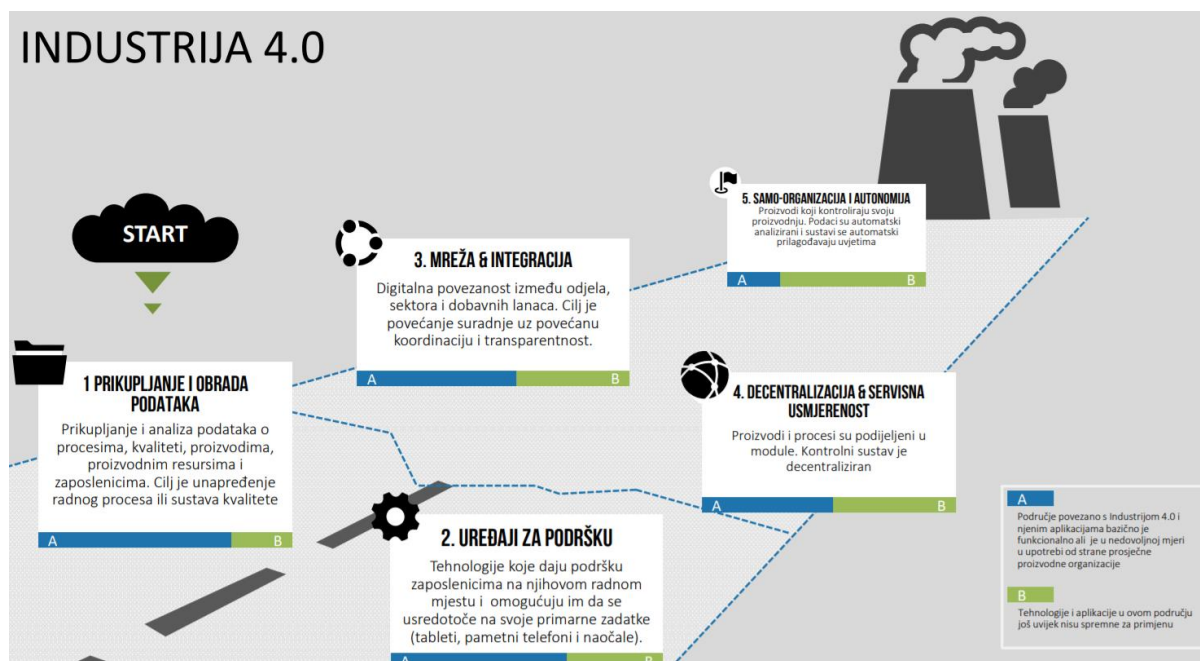 INDUSTRIJA 4.0
START
1 PRIKUPLJANJE I OBRADA
PODATAKA
Prikupljanje i analiza podataka o
procesima, kvaliteti, proizvodima,
proizvodnim resursima i
zaposlenicima. Cilj je unapređenje
radnog procesa ili sustava kvalitete
A B
2. UREĐAJI ZA PODRŠKU
Tehnologije koje daju podršku
zaposlenicima na njihovom radnom
mjestu i omogućuju im da se
usredotoče na svoje primarne zadatke
(tableti, pametni telefoni i naočale).
A B
3. MREŽA & INTEGRACIJA
Digitalna povezanost između odjela,
sektora i dobavnih lanaca. Cilj je
povećanje suradnje uz povećanu
koordinaciju i transparentnost.
A B
4. DECENTRALIZACIJA & SERVISNA
USMJERENOST
Proizvodi i procesi su podijeljeni u
module. Kontrolni sustav je
decentraliziran
A B
5. SAMO-ORGANIZACIJA I AUTONOMIJA
Proizvodi koji kontroliraju svoju
proizvodnju. Podaci su automatski
analizirani i sustavi se automatski
prilagođavaju uvjetima
A B
A
Područje povezano s Industrijom 4.0 i
njenim aplikacijama bazično je
funkcionalno ali je u nedovoljnoj mjeri
u upotrebi od strane prosječne
proizvodne organizacije
B
Tehnologije i aplikacije u ovom području
još uvijek nisu spremne za primjenu